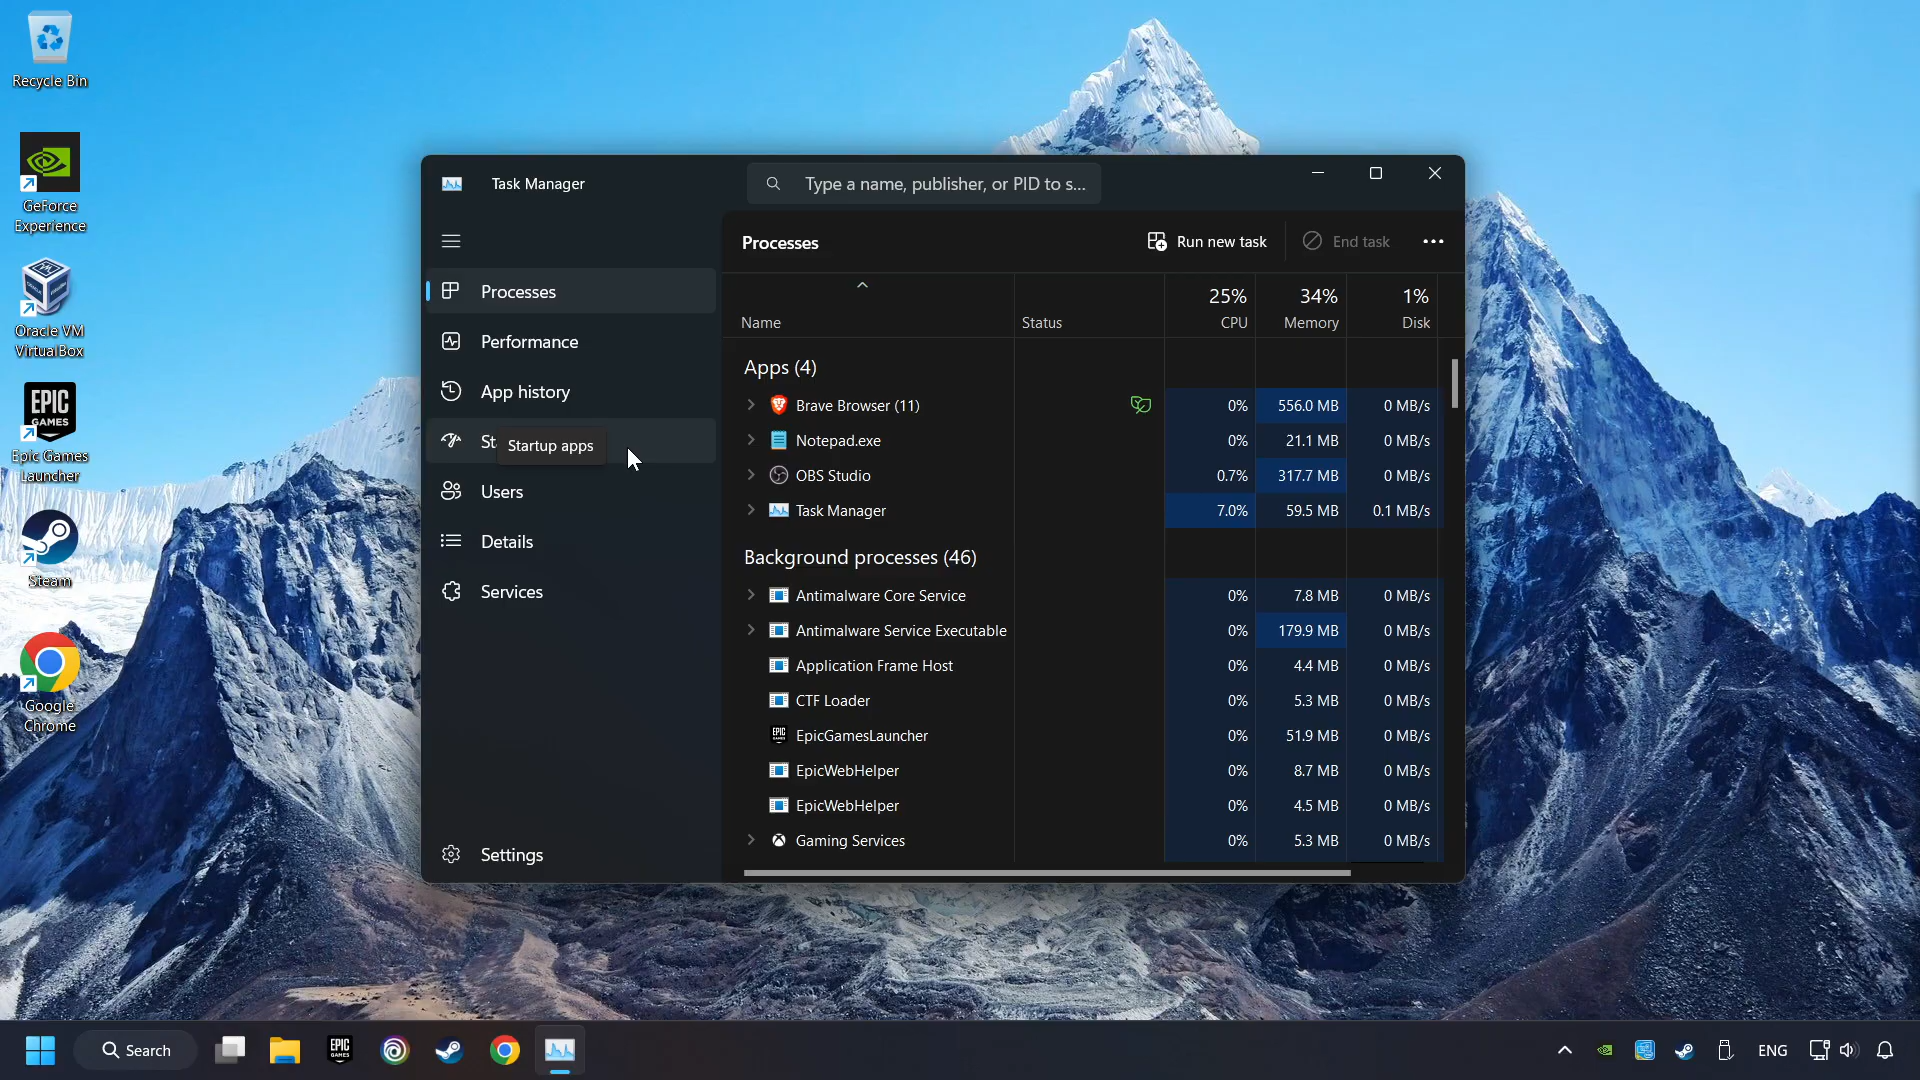 Recycle Bin
GeForce
Experience
Oracle VM
VirtualBox
EPIC
GAMES
Epic Games
Launcher
Steam
Google
Chrome
Task Manager
Type a name, publisher, or PID to s...
Processes
Performance
App history
St
Startup apps
Users
Details
Services
Settings
Processes
Run new task
End task
25% 34% 1%
Name Status CPU Memory Disk
Apps (4)
Brave Browser (11) 0% 556.0 MB 0 MB/s
Notepad.exe 0% 21.1 MB 0 MB/s
OBS Studio 0.7% 317.7 MB 0 MB/s
Task Manager 7.0% 59.5 MB 0.1 MB/s
Background processes (46)
Antimalware Core Service 0% 7.8 MB 0 MB/s
Antimalware Service Executable 0% 179.9 MB 0 MB/s
Application Frame Host 0% 4.4 MB 0 MB/s
CTF Loader 0% 5.3 MB 0 MB/s
EpicGamesLauncher 0% 51.9 MB 0 MB/s
EpicWebHelper 0% 8.7 MB 0 MB/s
EpicWebHelper 0% 4.5 MB 0 MB/s
Gaming Services 0% 5.3 MB 0 MB/s
Search
EPIC
GAMES
ENG